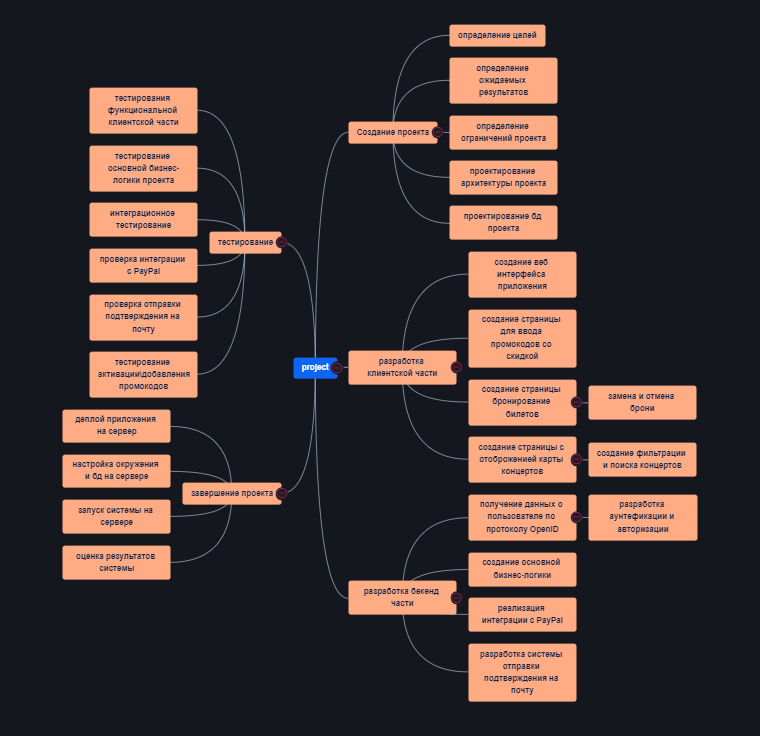 project
Создание проекта
определение целей
определение
ожидаемых
результатов
определение
ограничений проекта
проектирование
архитектуры проекта
проектирование бд
проекта
разработка
клиентской части
создание веб
интерфейса
приложения
создание страницы
для ввода
промокодов со
скидкой
создание страницы
бронирование
билетов
замена и отмена
брони
создание страницы с
отоброженией карты
концертов
создание фильтрации
и поиска концертов
разработка бекенд
части
получение данных о
пользователе по
протоколу OpenID
разработка
аунтефикации и
авторизации
создание основной
бизнес-логики
реализация
интеграции с PayPal
разработка системы
отправки
подтверждения на
почту
тестирование
тестирования
функциональной
клиентской части
тестирование
основной бизнес-
логики проекта
интеграционное
тестирование
проверка интеграции
с PayPal
проверка отправки
подтверждения на
почту
тестирование
активации\добавления
промокодов
завершение проекта
деплой приложения
на сервер
настройка окружения
и бд на сервере
запуск системы на
сервере
оценка результатов
системы